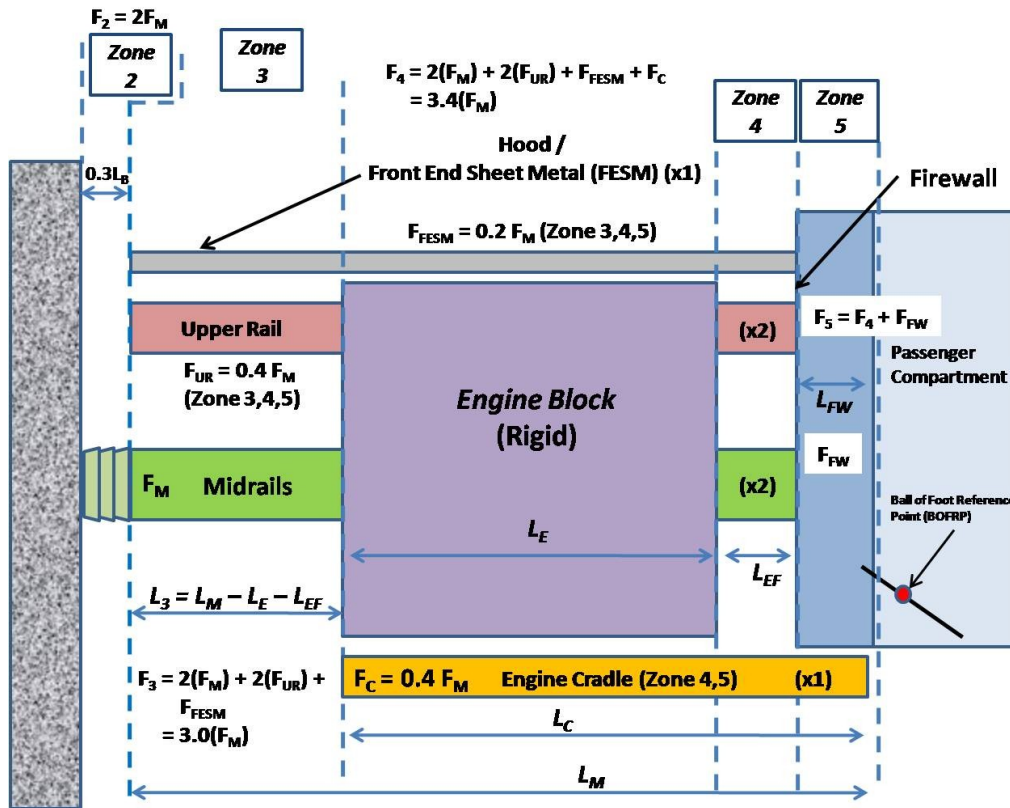 F2 = 2FM
Zone
2
Zone
3
F4 = 2(FM) + 2(FUR) + FFESM + FC
= 3.4(FM)
Zone
4
Zone
5
Hood /
Front End Sheet Metal (FESM) (x1)
0.3LB
Firewall
FFESM = 0.2 FM (Zone 3,4,5)
Upper Rail
(x2)
F5 = F4 + FFW
FUR = 0.4 FM
(Zone 3,4,5)
Engine Block
(Rigid)
Passenger
Compartment
LFW
FM Midrails
(x2)
FFW
Ball of Foot Reference
Point (BOFRP)
LE
LEF
L3 = LM – LE – LEF
F3 = 2(FM) + 2(FUR) +
FFESM
= 3.0(FM)
FC = 0.4 FM Engine Cradle (Zone 4,5) (x1)
LC
LM